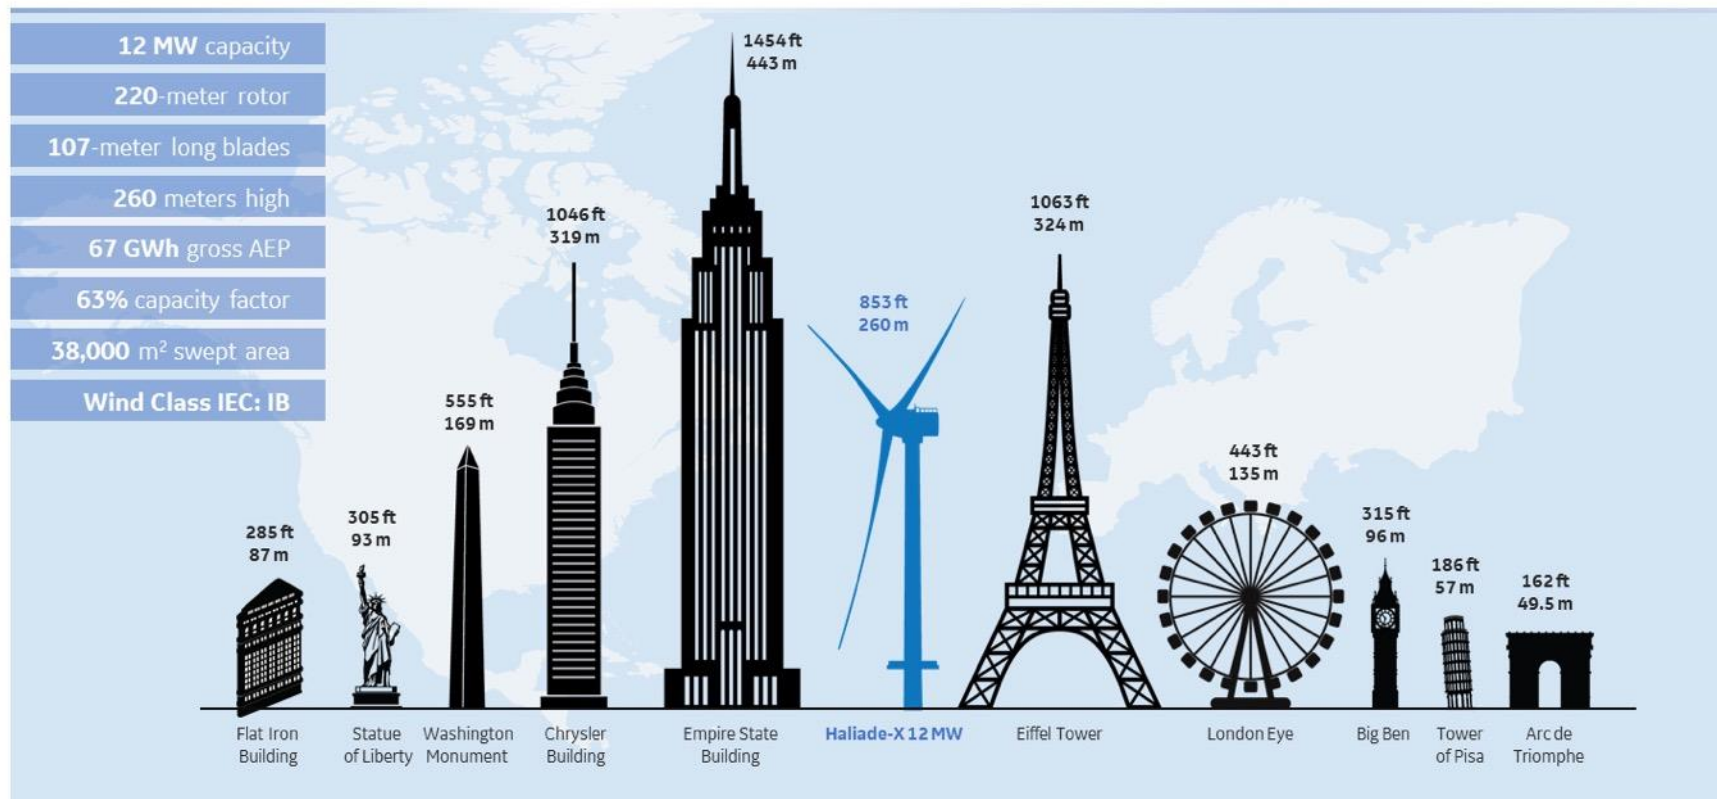 12 MW capacity
220-meter rotor
107-meter long blades
260 meters high
67 GWh gross AEP
63% capacity factor
38,000 m² swept area
Wind Class IEC: IB
285 ft
87 m
305 ft
93 m
555 ft
169 m
1046 ft
319 m
1454 ft
443 m
853 ft
260 m
1063 ft
324 m
443 ft
135 m
315 ft
96 m
186 ft
57 m
162 ft
49.5 m
Flat Iron
Building
Statue
of Liberty
Washington
Monument
Chrysler
Building
Empire State
Building
Haliade-X 12 MW
Eiffel Tower
London Eye
Big Ben
Tower
of Pisa
Arc de
Triomphe